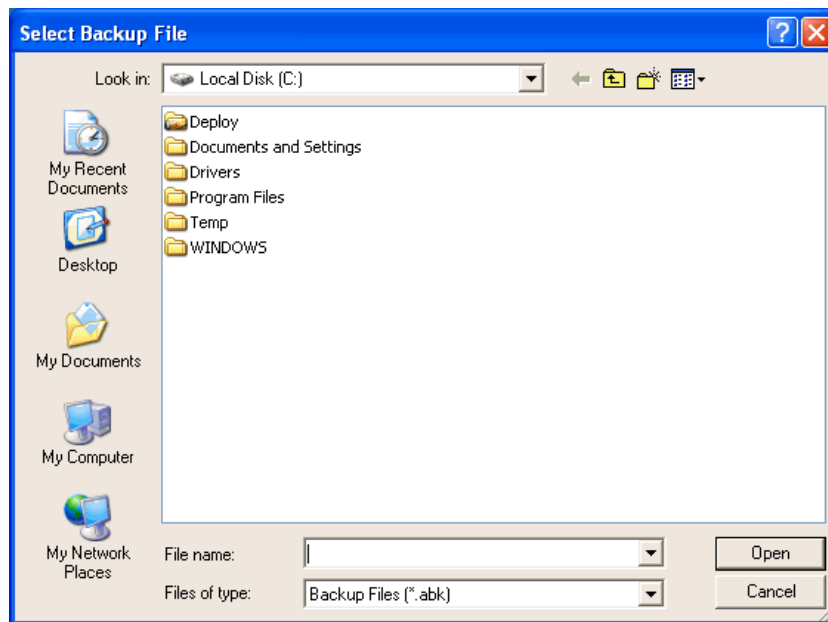 Select Backup File
Look in: Local Disk (C:)
My Recent
Documents
Desktop
My Documents
My Computer
My Network
Places
Deploy
Documents and Settings
Drivers
Program Files
Temp
WINDOWS
File name:
Open
Files of type: Backup Files (*.abk)
Cancel